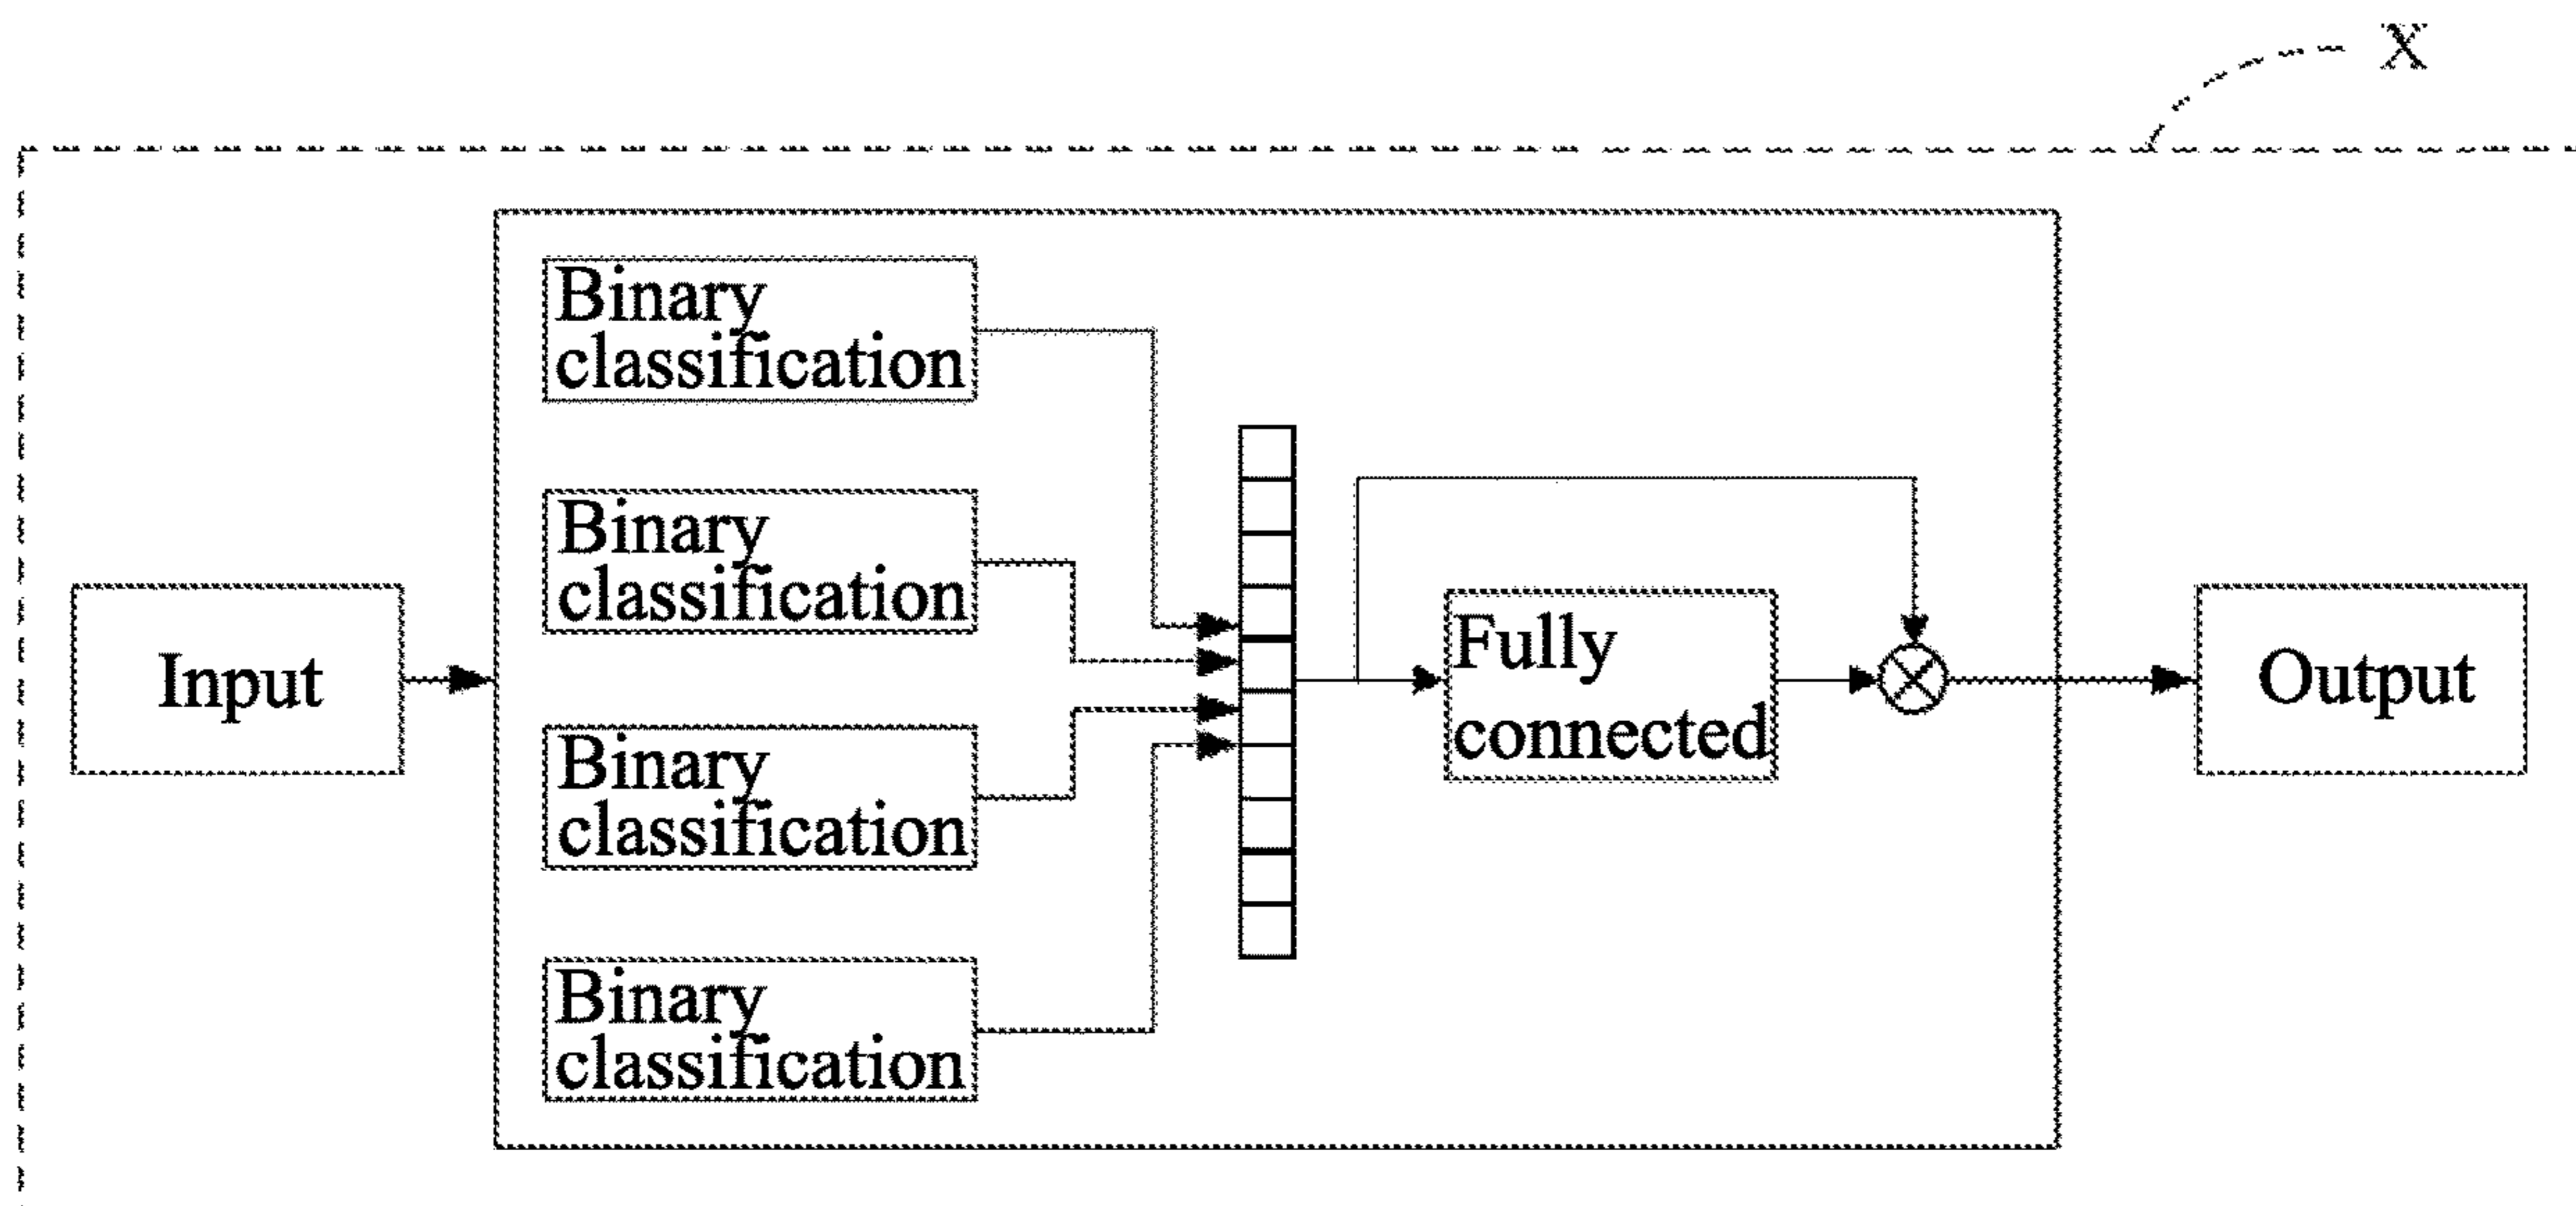 X
Binary
classification
Binary
classification
Input
Binary
classification
Binary
classification
Fully
connected
Output